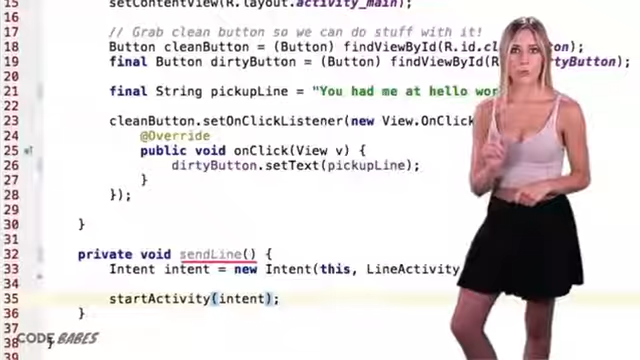 15 setContentView(R.layout.activity_main);
16
17 // Grab clean button so we can do stuff with it!
18 Button cleanButton = (Button) findViewById(R.id.cl on);
19 final Button dirtyButton = (Button) findViewById(R rtyButton);
20
21 final String pickupLine = "You had me at hello wor
22
23 cleanButton.setOnClickListener(new View.OnClick
24 @Override
25 public void onClick(View v) {
26 dirtyButton.setText(pickupLine);
27 }
28 });
29
30 }
31
32 private void sendLine() {
33 Intent intent = new Intent(this, LineActivity
34
35 startActivity(intent);
36 }
37
CODE BABES
38 }
39